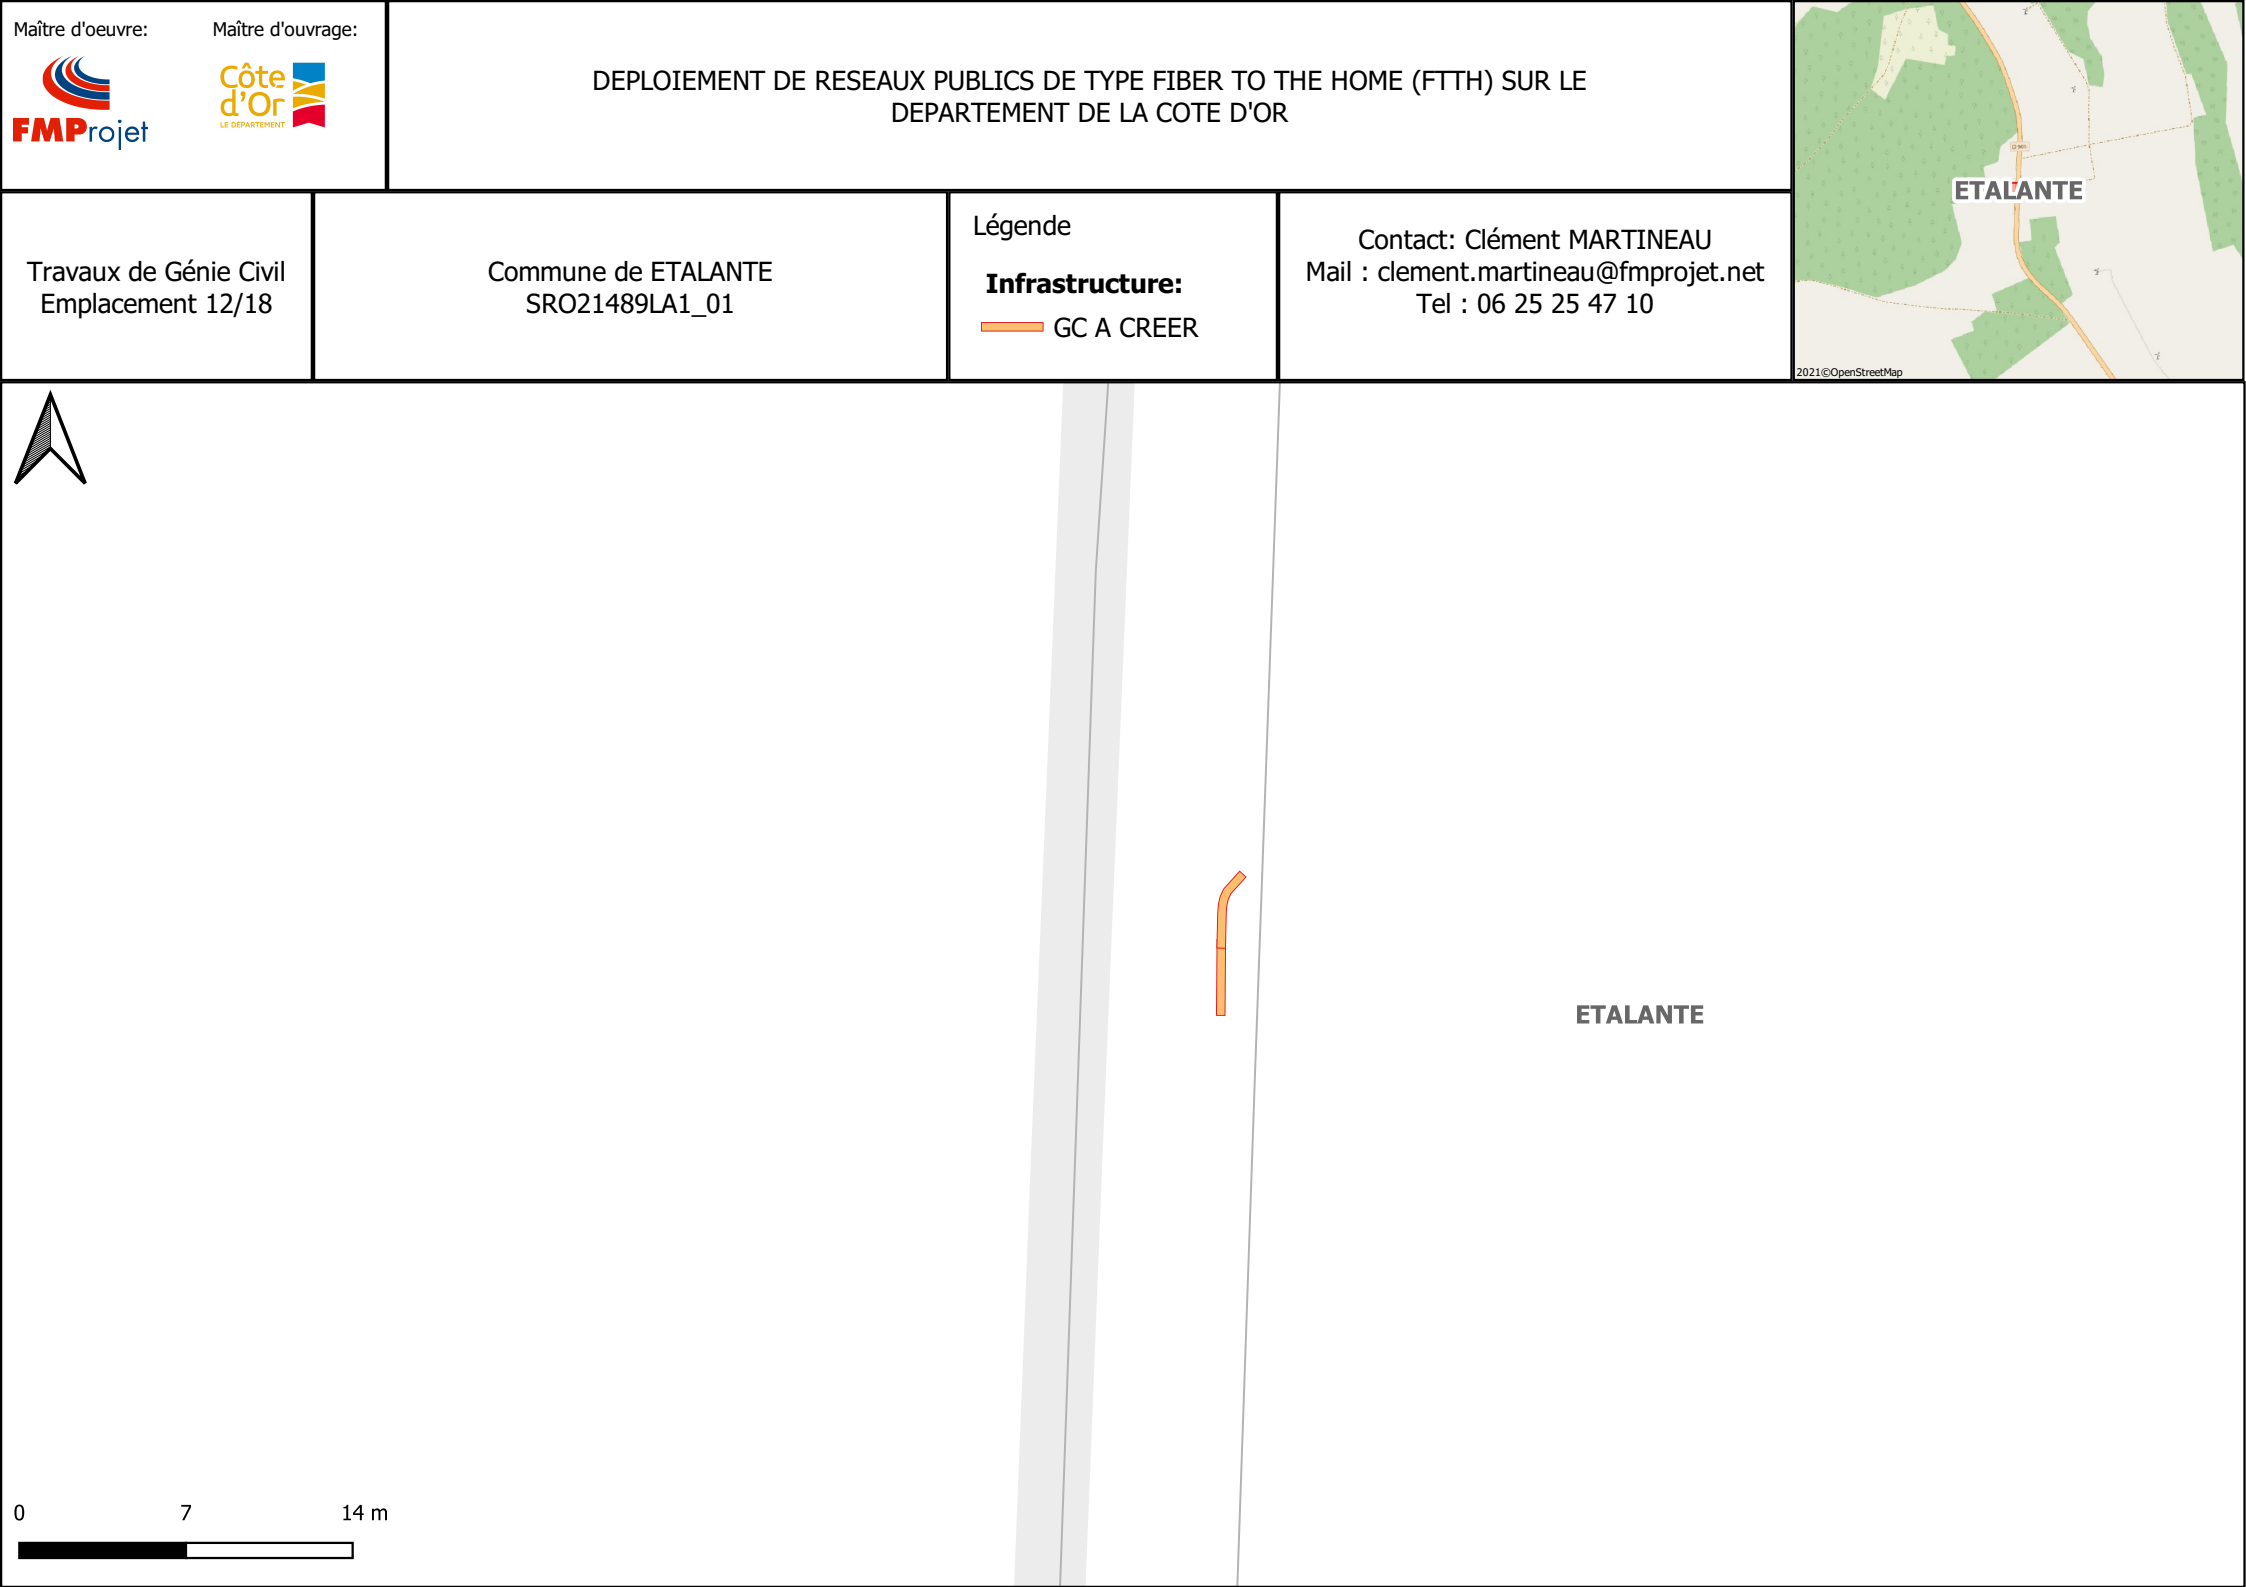 Maître d'oeuvre:
Maître d'ouvrage:
FMProjet
Côte
d'Or
LE DÉPARTEMENT
DEPLOIEMENT DE RESEAUX PUBLICS DE TYPE FIBER TO THE HOME (FTTH) SUR LE
DEPARTEMENT DE LA COTE D'OR
Travaux de Génie Civil
Emplacement 12/18
Commune de ETALANTE
SRO21489LA1_01
Légende
Infrastructure:
GC A CREER
Contact: Clément MARTINEAU
Mail : clement.martineau@fmprojet.net
Tel : 06 25 25 47 10
ETALANTE
2021©OpenStreetMap
ETALANTE
0 7 14 m